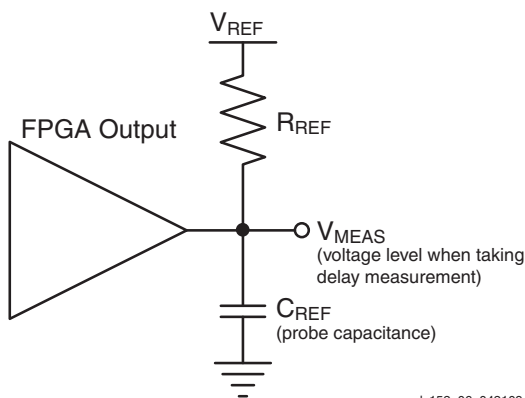 VREF
FPGA Output
RREF
VMEAS
(voltage level when taking
delay measurement)
CREF
(probe capacitance)